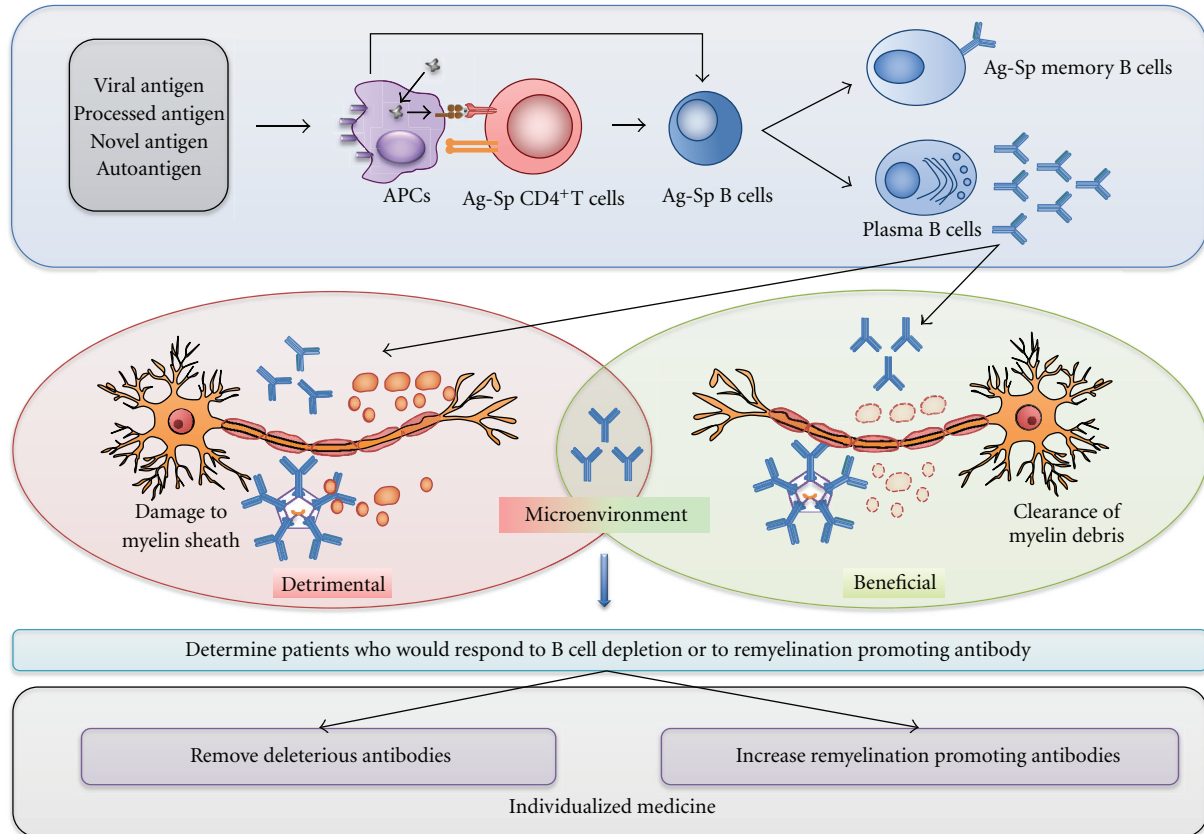 Viral antigen
Processed antigen
Novel antigen
Autoantigen
APCs
Ag-Sp CD4⁺T cells
Ag-Sp B cells
Ag-Sp memory B cells
Plasma B cells
Damage to
myelin sheath
Detrimental
Microenvironment
Clearance of
myelin debris
Beneficial
Determine patients who would respond to B cell depletion or to remyelination promoting antibody
Remove deleterious antibodies
Increase remyelination promoting antibodies
Individualized medicine